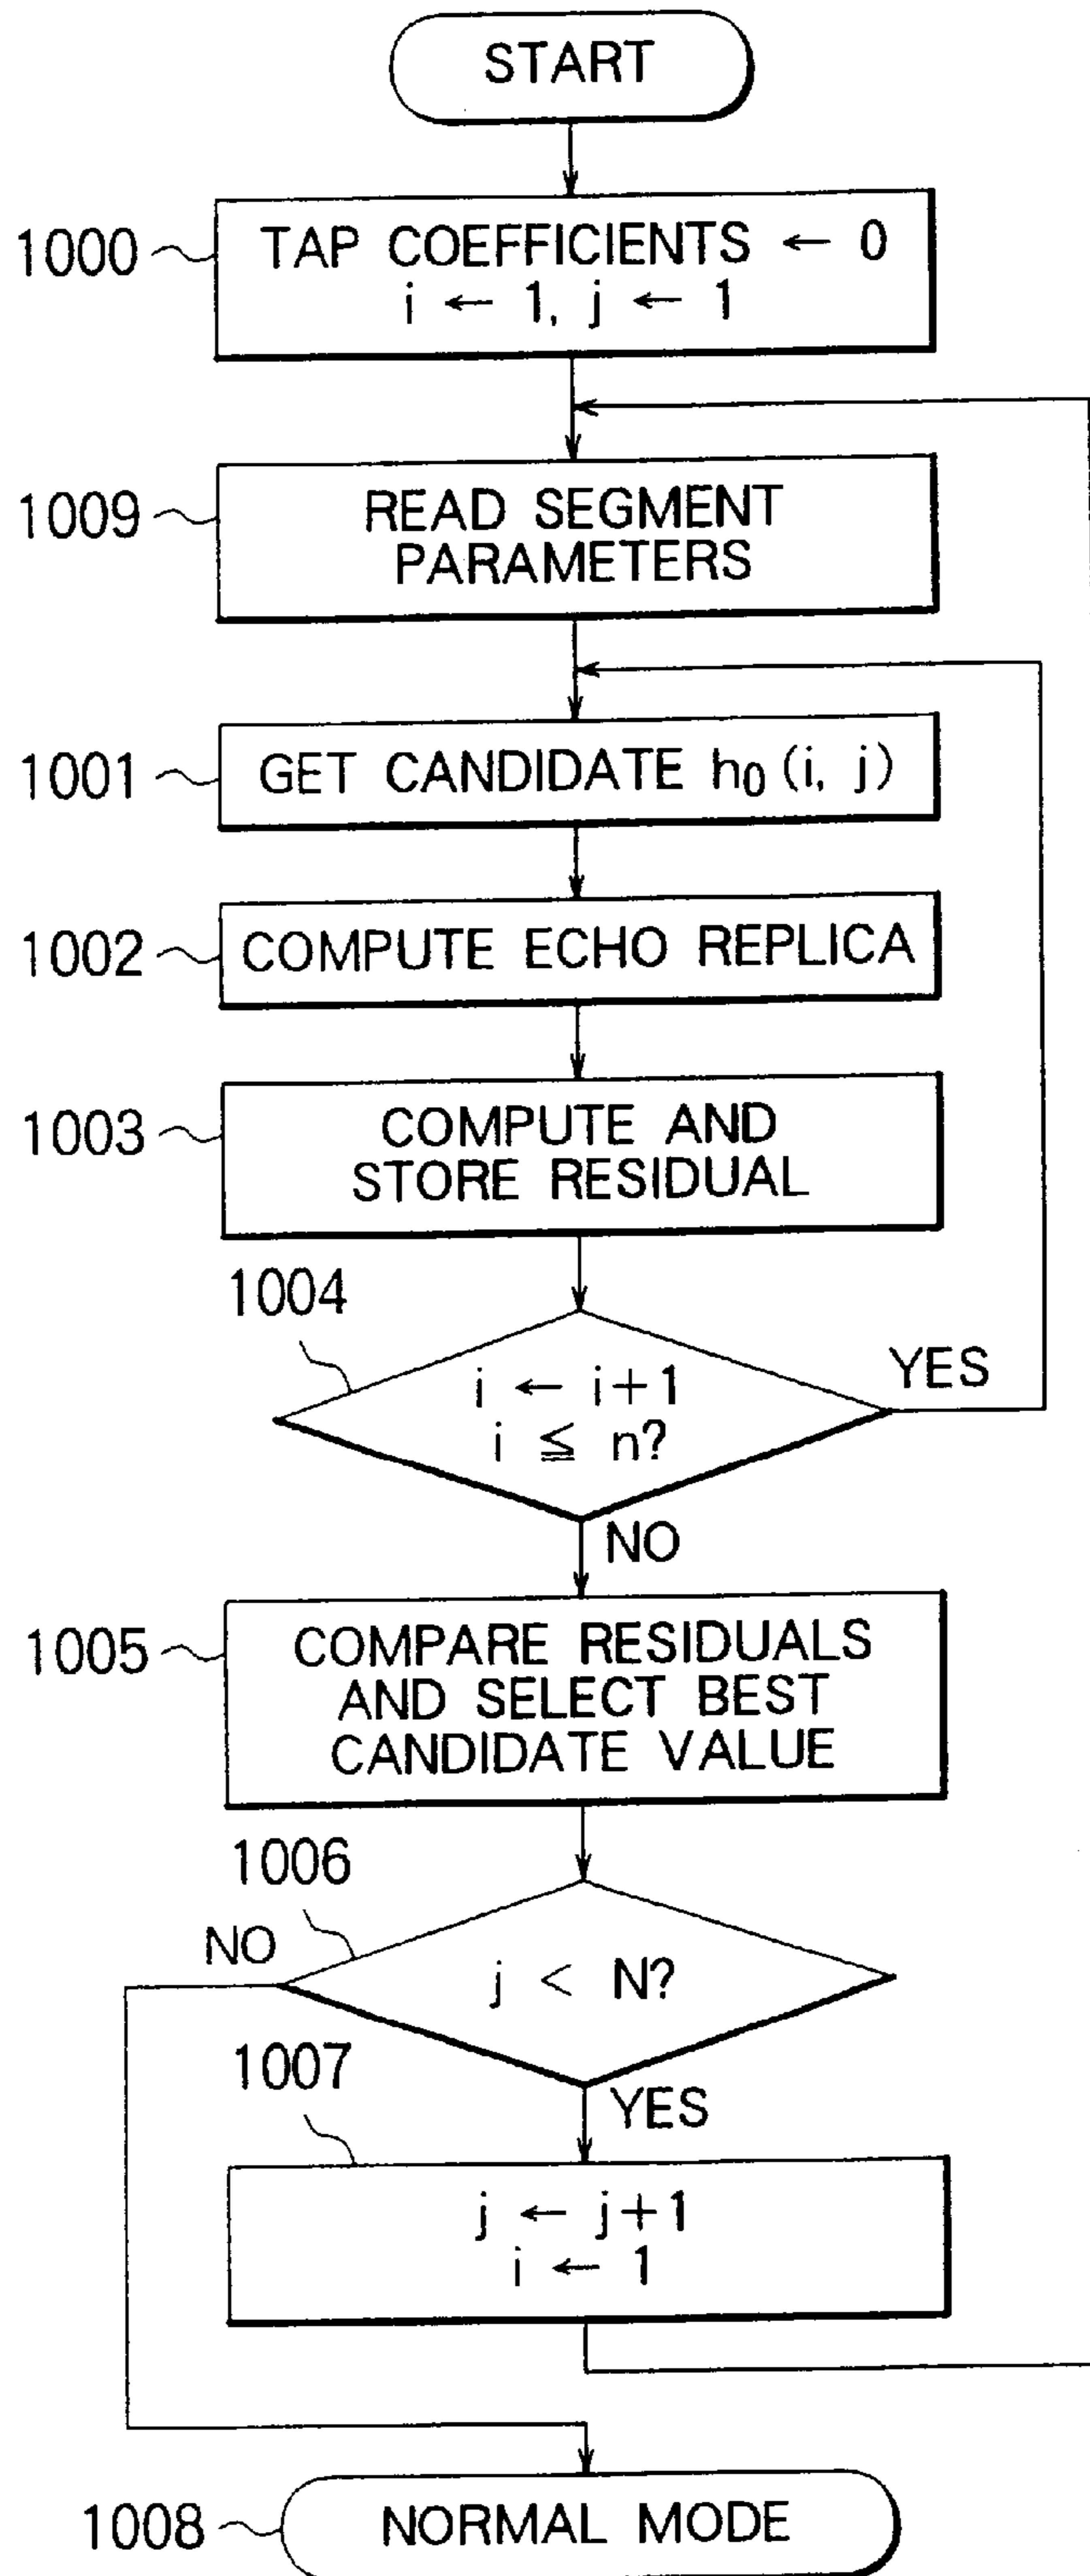 START
1000
TAP COEFFICIENTS ← 0
i ← 1, j ← 1
1009
READ SEGMENT
PARAMETERS
1001
GET CANDIDATE h₀ (i, j)
1002
COMPUTE ECHO REPLICA
1003
COMPUTE AND
STORE RESIDUAL
1004
i ← i+1
i ≦ n?
YES
NO
1005
COMPARE RESIDUALS
AND SELECT BEST
CANDIDATE VALUE
1006
NO
j < N?
1007
YES
j ← j+1
i ← 1
1008
NORMAL MODE